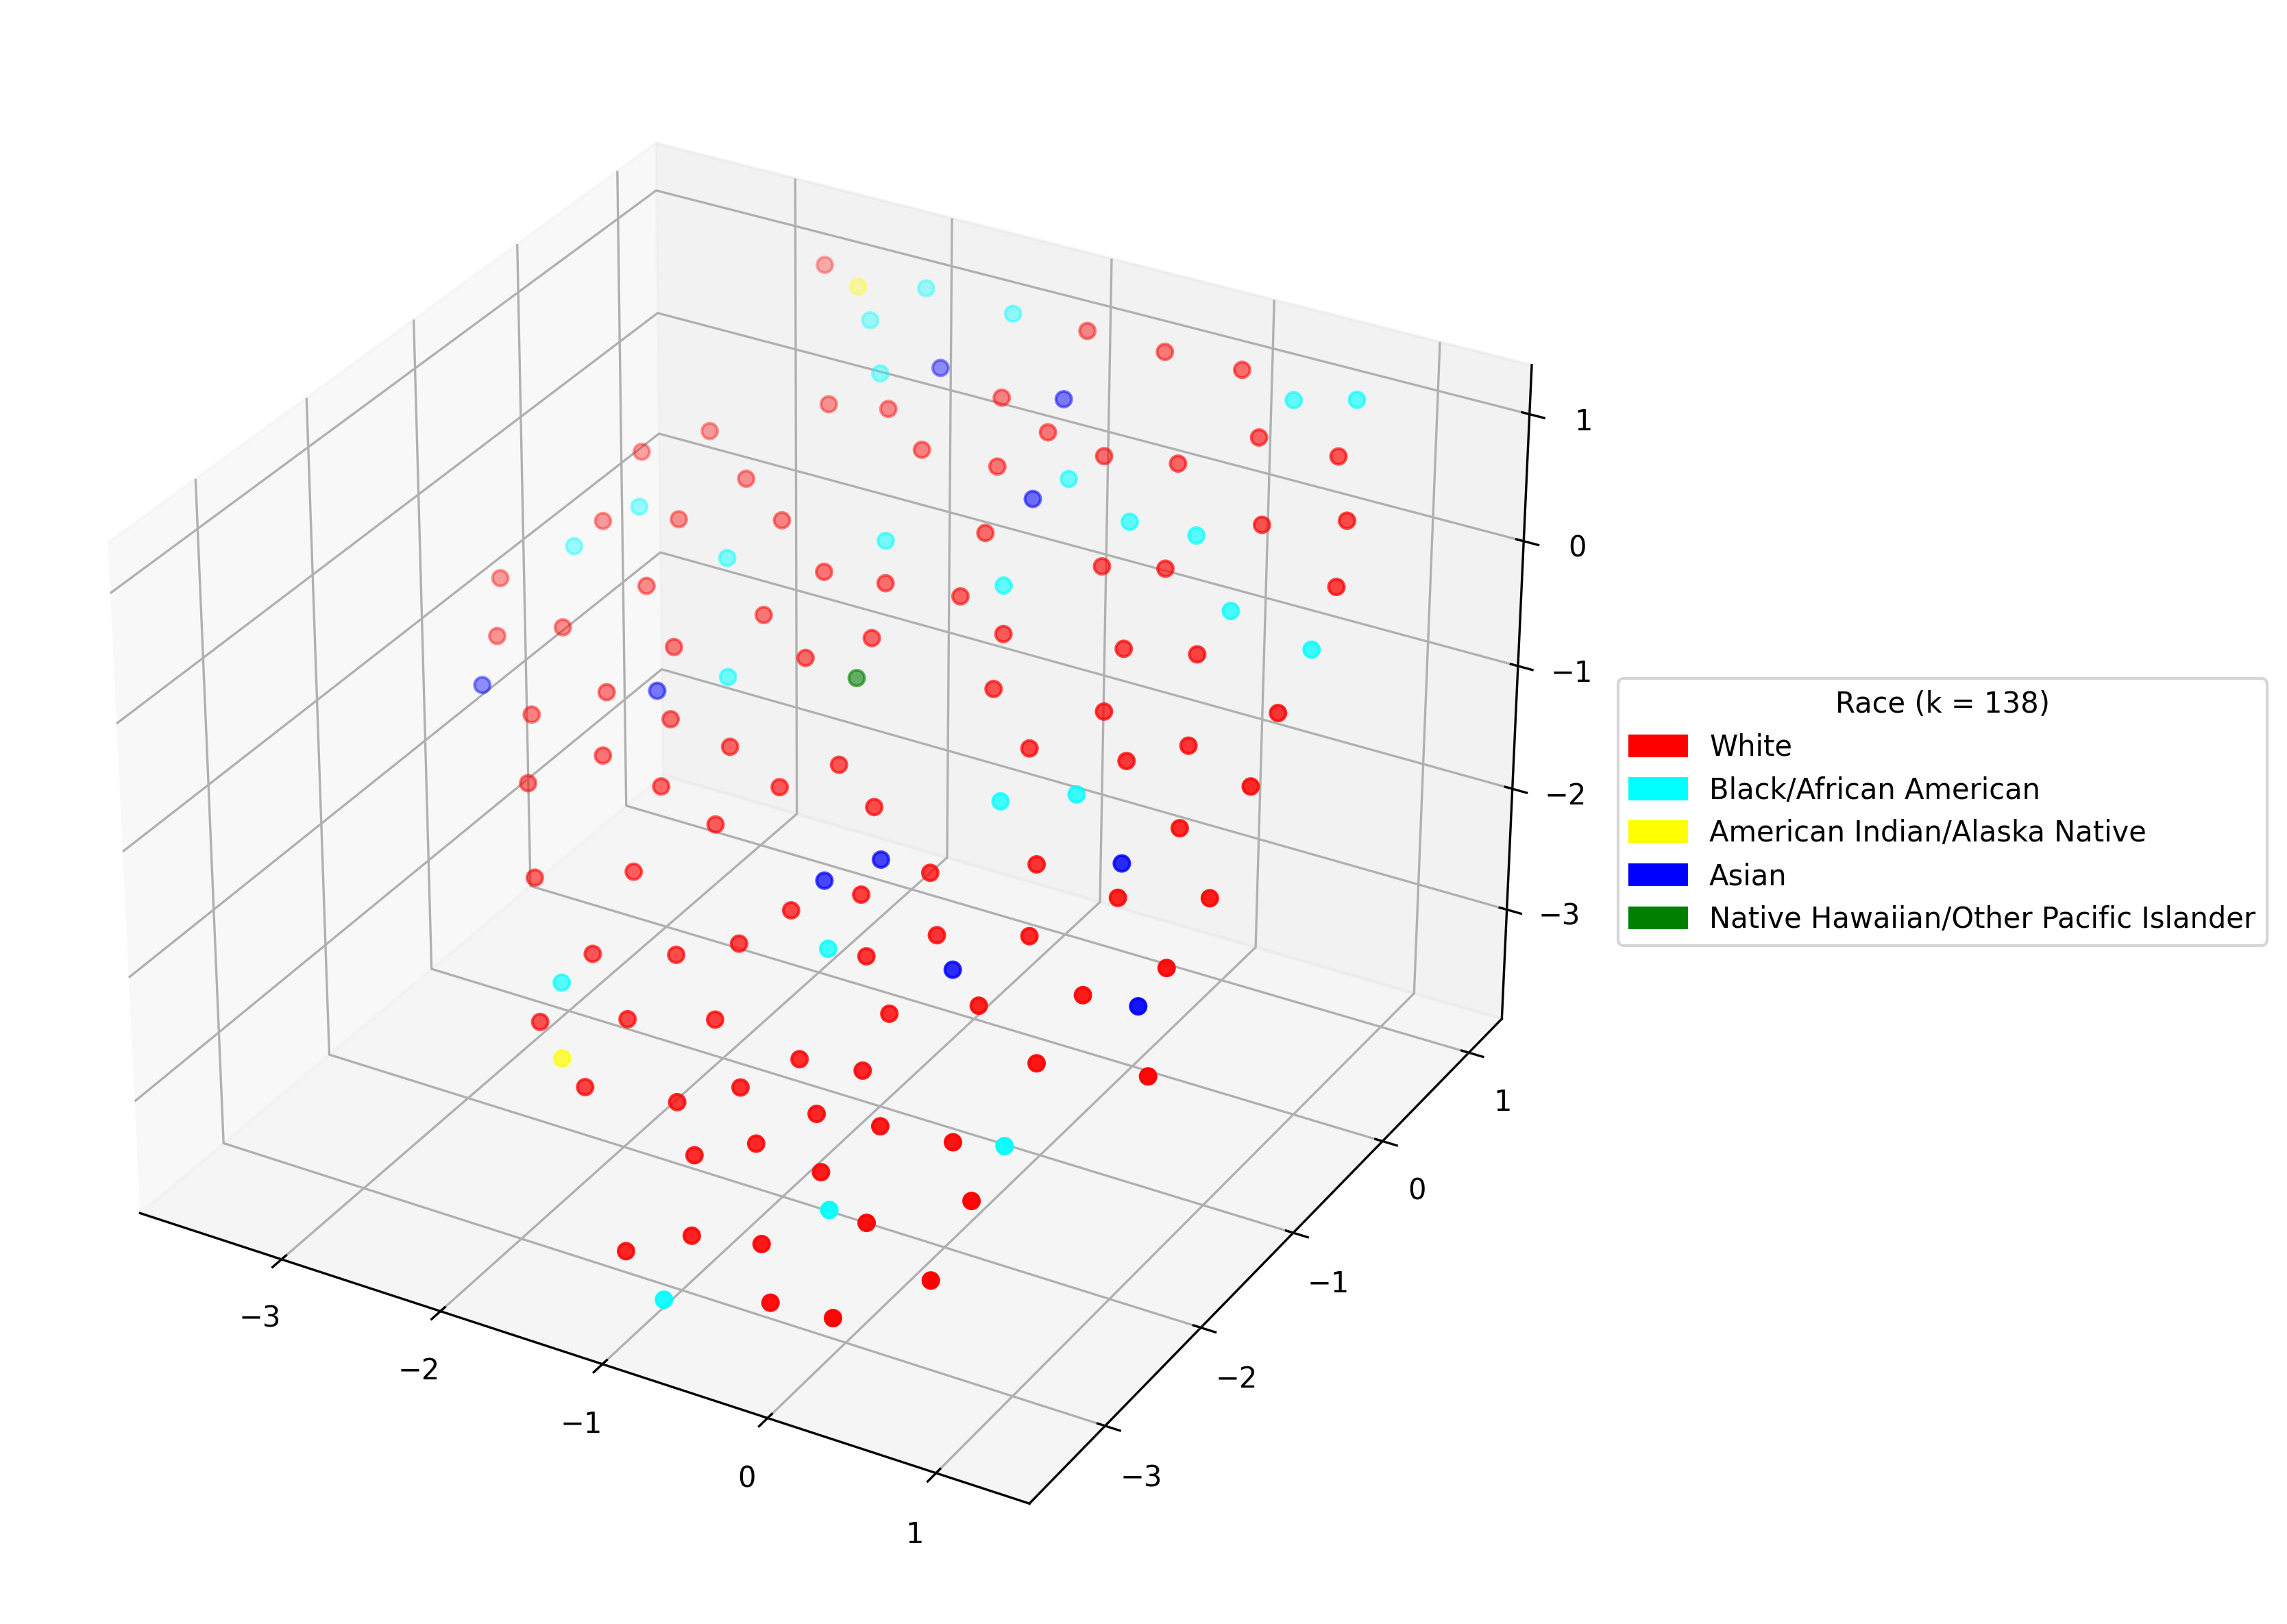 1
0
−1
−2
−3
Race (k = 138)
White
Black/African American
American Indian/Alaska Native
Asian
Native Hawaiian/Other Pacific Islander
1
0
−1
−2
−3
−3
−2
−1
0
1